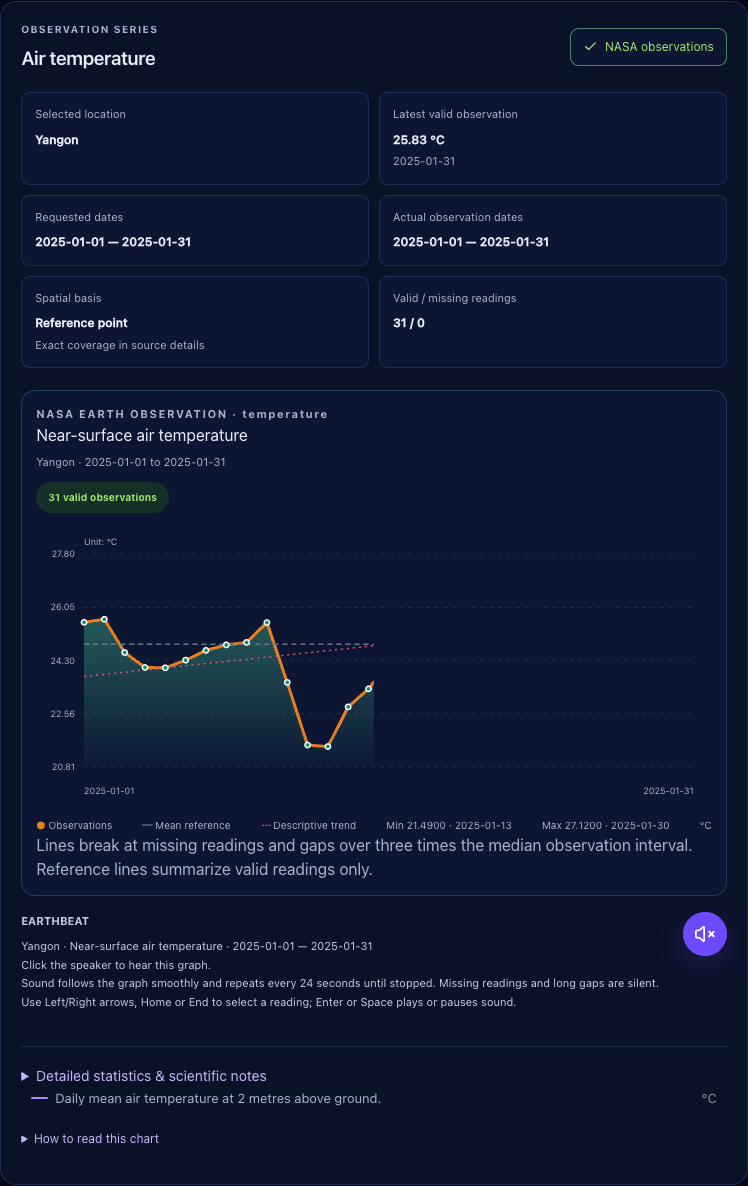 OBSERVATION SERIES
Air temperature
NASA observations
Selected location
Yangon
Latest valid observation
25.83 °C
2025-01-31
Requested dates
2025-01-01 — 2025-01-31
Actual observation dates
2025-01-01 — 2025-01-31
Spatial basis
Reference point
Exact coverage in source details
Valid / missing readings
31 / 0
NASA EARTH OBSERVATION · temperature
Near-surface air temperature
Yangon · 2025-01-01 to 2025-01-31
31 valid observations
Unit: °C
27.80
26.05
24.30
22.56
20.81
2025-01-01
2025-01-31
Observations
Mean reference
Descriptive trend
Min 21.4900 · 2025-01-13
Max 27.1200 · 2025-01-30
°C
Lines break at missing readings and gaps over three times the median observation interval.
Reference lines summarize valid readings only.
EARTHBEAT
Yangon · Near-surface air temperature · 2025-01-01 — 2025-01-31
Click the speaker to hear this graph.
Sound follows the graph smoothly and repeats every 24 seconds until stopped. Missing readings and long gaps are silent.
Use Left/Right arrows, Home or End to select a reading; Enter or Space plays or pauses sound.
Detailed statistics & scientific notes
Daily mean air temperature at 2 metres above ground.
°C
How to read this chart